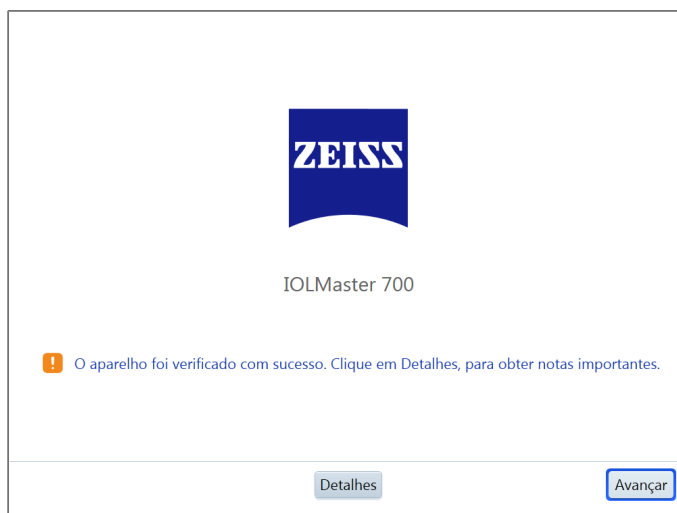 ZEISS
IOLMaster 700
! O aparelho foi verificado com sucesso. Clique em Detalhes, para obter notas importantes.
Detalhes
Avançar